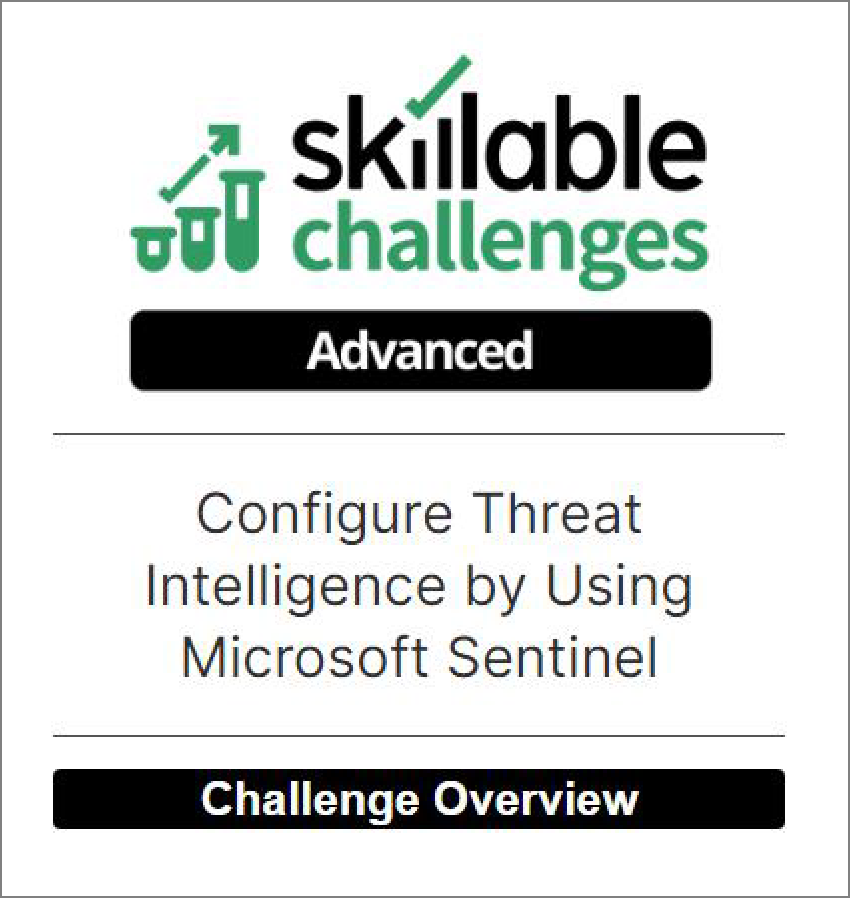 skillable
challenges
Advanced
Configure Threat
Intelligence by Using
Microsoft Sentinel
Challenge Overview